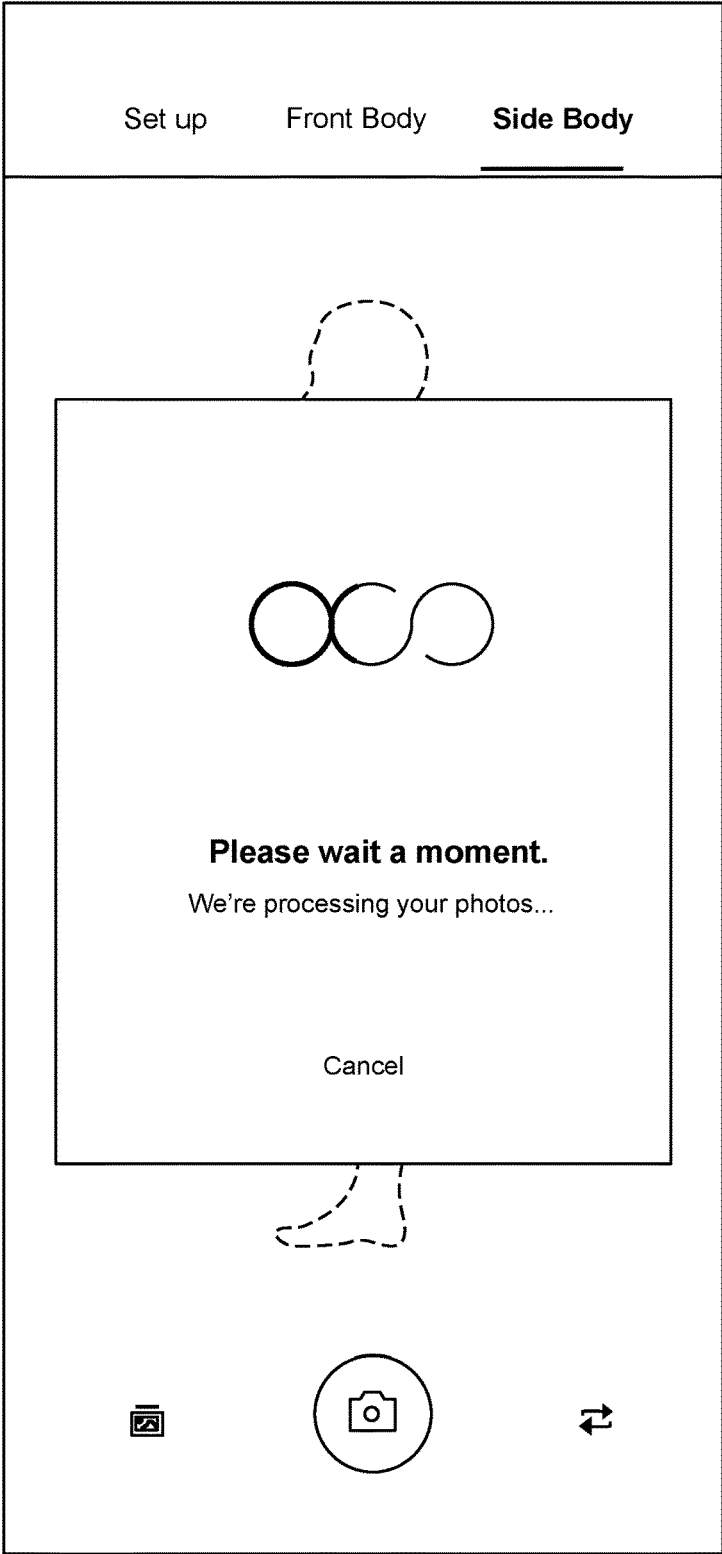 Set up Front Body Side Body
Please wait a moment.
We're processing your photos...
Cancel